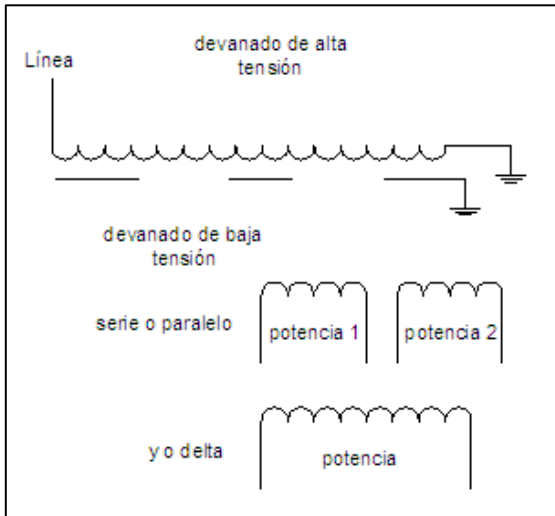 devanado de alta
tensión
Línea
devanado de baja
tensión
serie o paralelo
potencia 1
potencia 2
y o delta
potencia